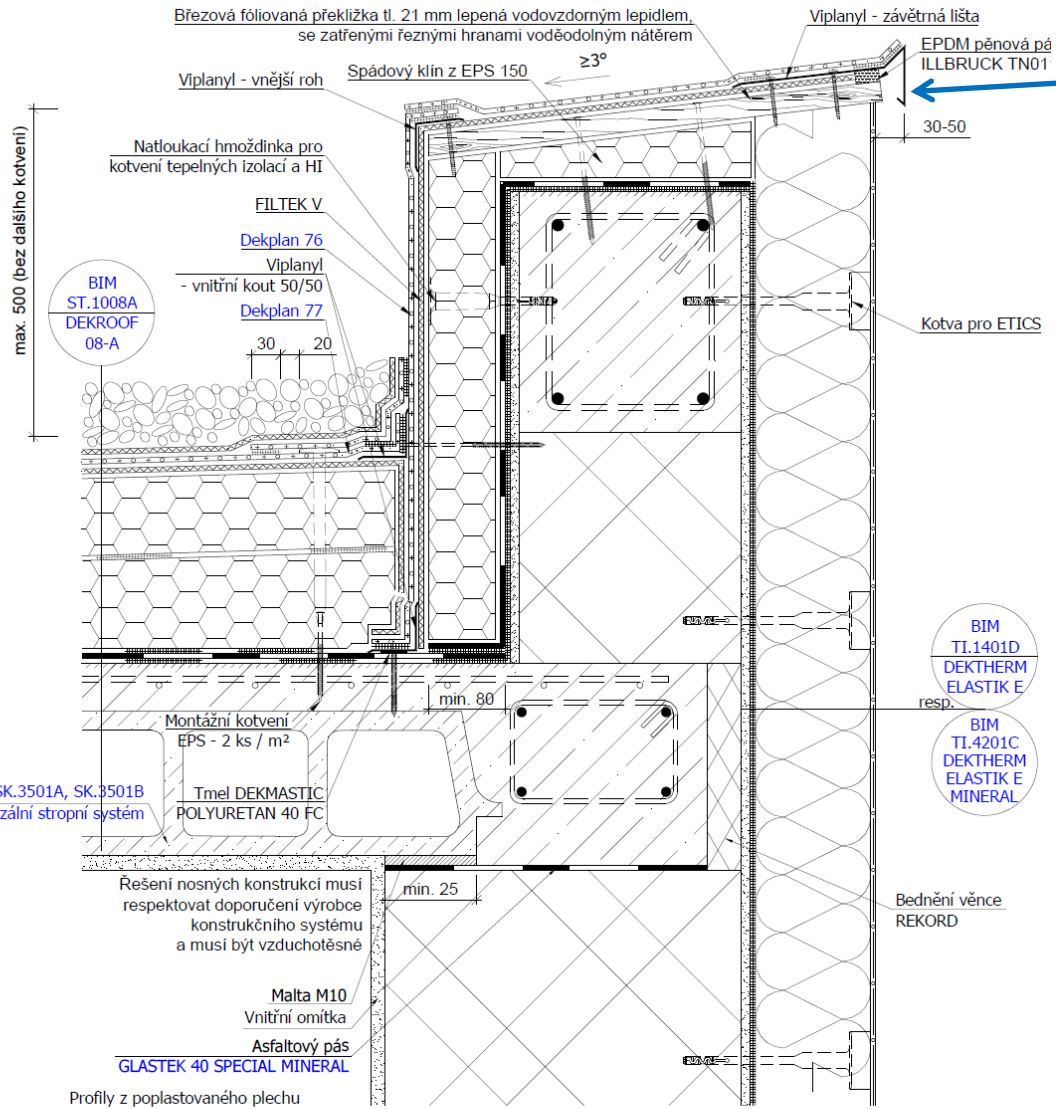 Březová fóliovaná překližka tl. 21 mm lepená vodovzdorným lepidlem,
se zatřenými řeznými hranami voděodolným nátěrem
Viplanyl - závětrná lišta
EPDM pěnová pá
ILLBRUCK TN01
Viplanyl - vnější roh
Spádový klín z EPS 150
≥3°
30-50
Natloukací hmoždinka pro
kotvení tepelných izolací a HI
FILTEK V
Dekplan 76
Viplanyl
- vnitřní kout 50/50
Dekplan 77
max. 500 (bez dalšího kotvení)
BIM
ST.1008A
DEKROOF
08-A
30
20
Kotva pro ETICS
BIM
TI.1401D
DEKTHERM
ELASTIK E
resp.
BIM
TI.4201C
DEKTHERM
ELASTIK E
MINERAL
min. 80
Montážní kotvení
EPS - 2 ks / m²
SK.3501A, SK.3501B
zální stropní systém
Tmel DEKMASTIC
POLYURETAN 40 FC
Řešení nosných konstrukcí musí
respektovat doporučení výrobce
konstrukčního systému
a musí být vzduchotěsné
min. 25
Bednění věnce
REKORD
Malta M10
Vnitřní omítka
Asfaltový pás
GLASTEK 40 SPECIAL MINERAL
Profily z poplastovaného plechu